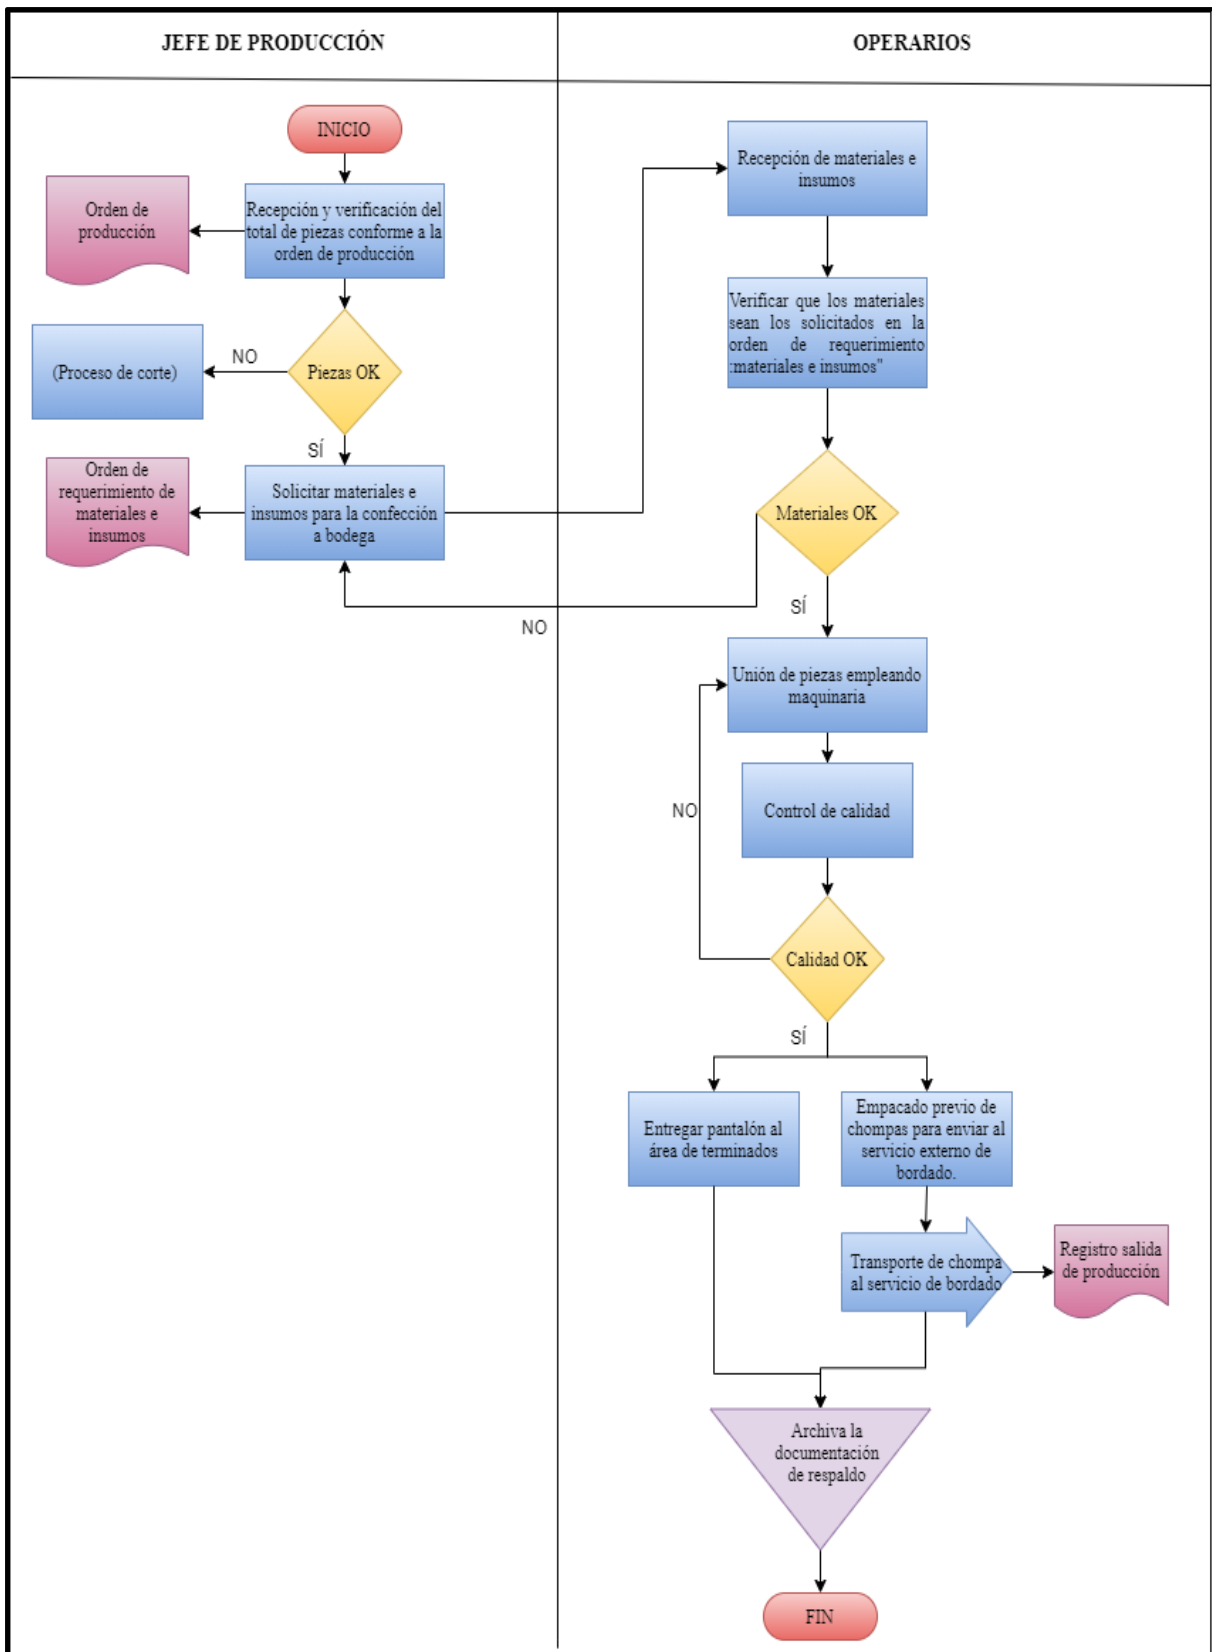 JEFE DE PRODUCCIÓN
OPERARIOS
INICIO
Orden de
producción
Recepción y verificación del
total de piezas conforme a la
orden de producción
(Proceso de corte)
NO
Piezas OK
SÍ
Orden de
requerimiento de
materiales e
insumos
Solicitar materiales e
insumos para la confección
a bodega
Recepción de materiales e
insumos
Verificar que los materiales
sean los solicitados en la
orden de requerimiento
:materiales e insumos"
Materiales OK
NO
SÍ
Unión de piezas empleando
maquinaria
Control de calidad
NO
Calidad OK
SÍ
Entregar pantalón al
área de terminados
Empacado previo de
chompas para enviar al
servicio externo de
bordado.
Transporte de chompa
al servicio de bordado
Registro salida
de producción
Archiva la
documentación
de respaldo
FIN